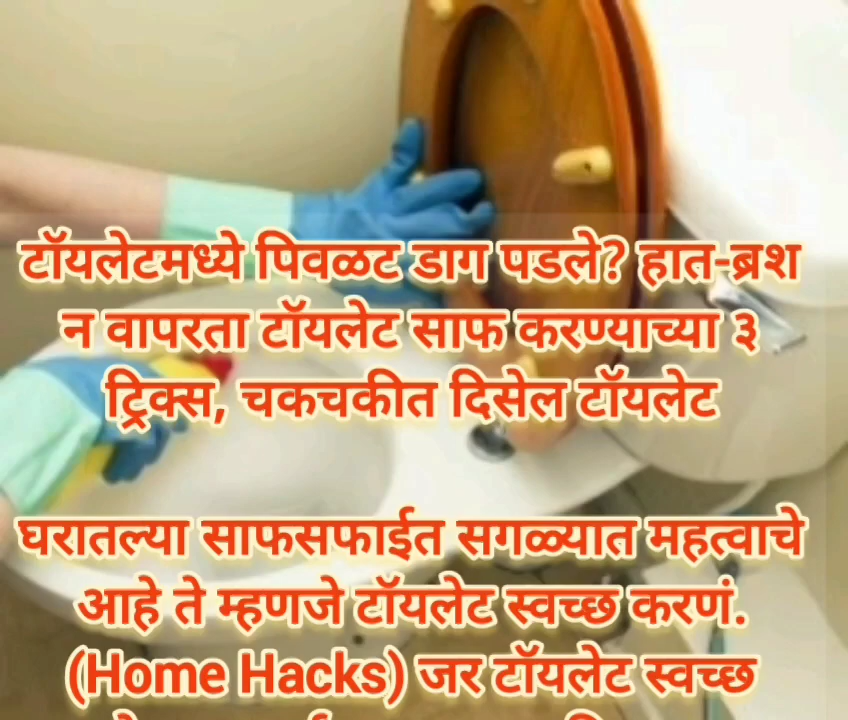 टॉयलेटमध्ये पिवळट डाग पडले? हात-ब्रश
न वापरता टॉयलेट साफ करण्याच्या ३
ट्रिक्स, चकचकीत दिसेल टॉयलेट
घरातल्या साफसफाईत सगळ्यात महत्वाचे
आहे ते म्हणजे टॉयलेट स्वच्छ करणं.
(Home Hacks) जर टॉयलेट स्वच्छ